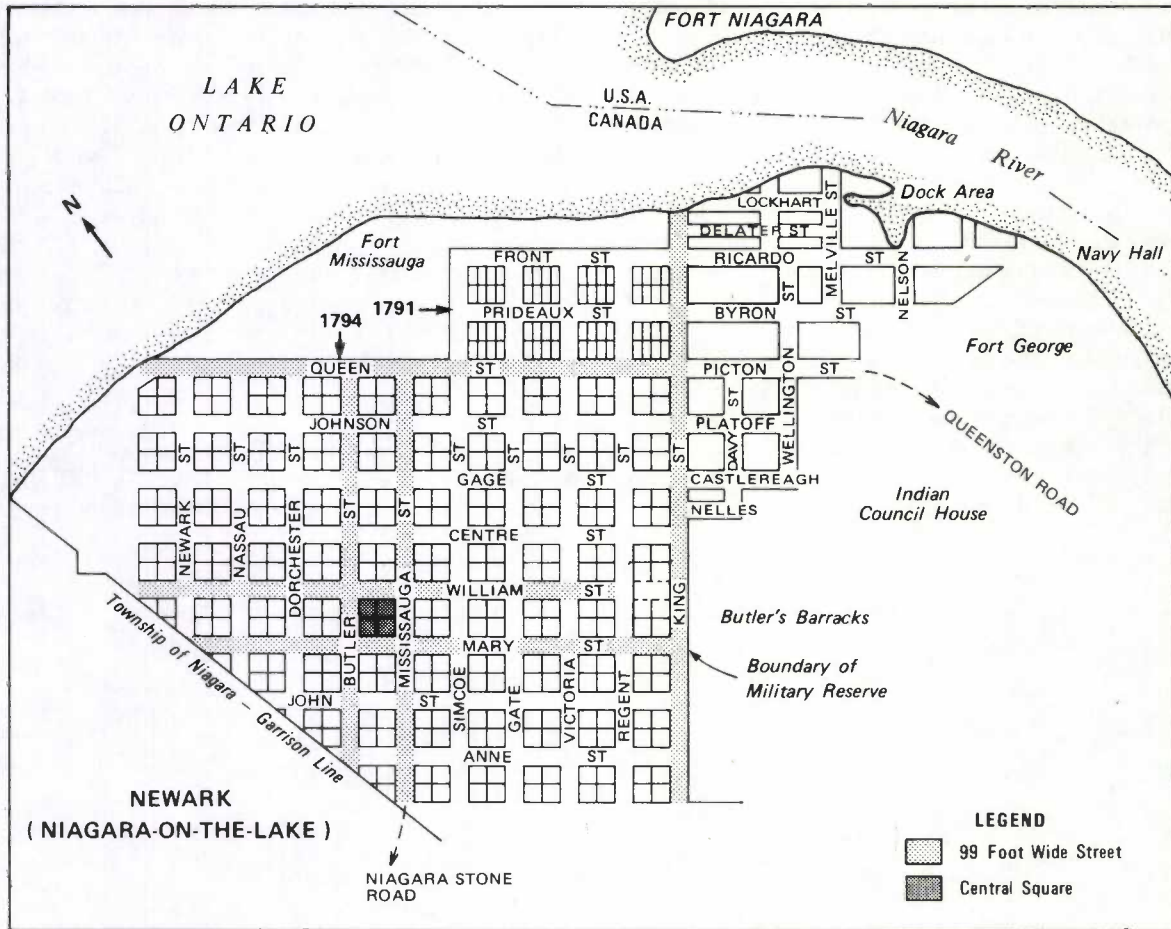 FORT NIAGARA
LAKE
ONTARIO
U.S.A.
CANADA
Niagara
River
N
Dock Area
LOCKHART
MELVILLE ST
DELATER ST
Fort
Mississauga
FRONT ST
RICARDO ST
NELSON
Navy Hall
1791
PRIDEAUX ST
BYRON ST
ST
1794
Fort George
QUEEN ST
PICTON ST
WELLINGTON
QUEENSTON ROAD
JOHNSON ST
PLATOFF
DAVY ST
ST ST ST ST ST ST ST ST
GAGE ST
CASTLEREAGH
NELLES
Indian
Council House
ST ST
NEWARK
NASSAU
DORCHESTER
CENTRE ST
WILLIAM ST
KING
BUTLER
MISSISSAUGA
Butler's Barracks
MARY ST
Boundary of
Military Reserve
Township of Niagara - Garrison Line
JOHN ST
SIMCOE
GATE
VICTORIA
REGENT
ANNE ST
NEWARK
( NIAGARA-ON-THE-LAKE )
NIAGARA STONE
ROAD
LEGEND
99 Foot Wide Street
Central Square